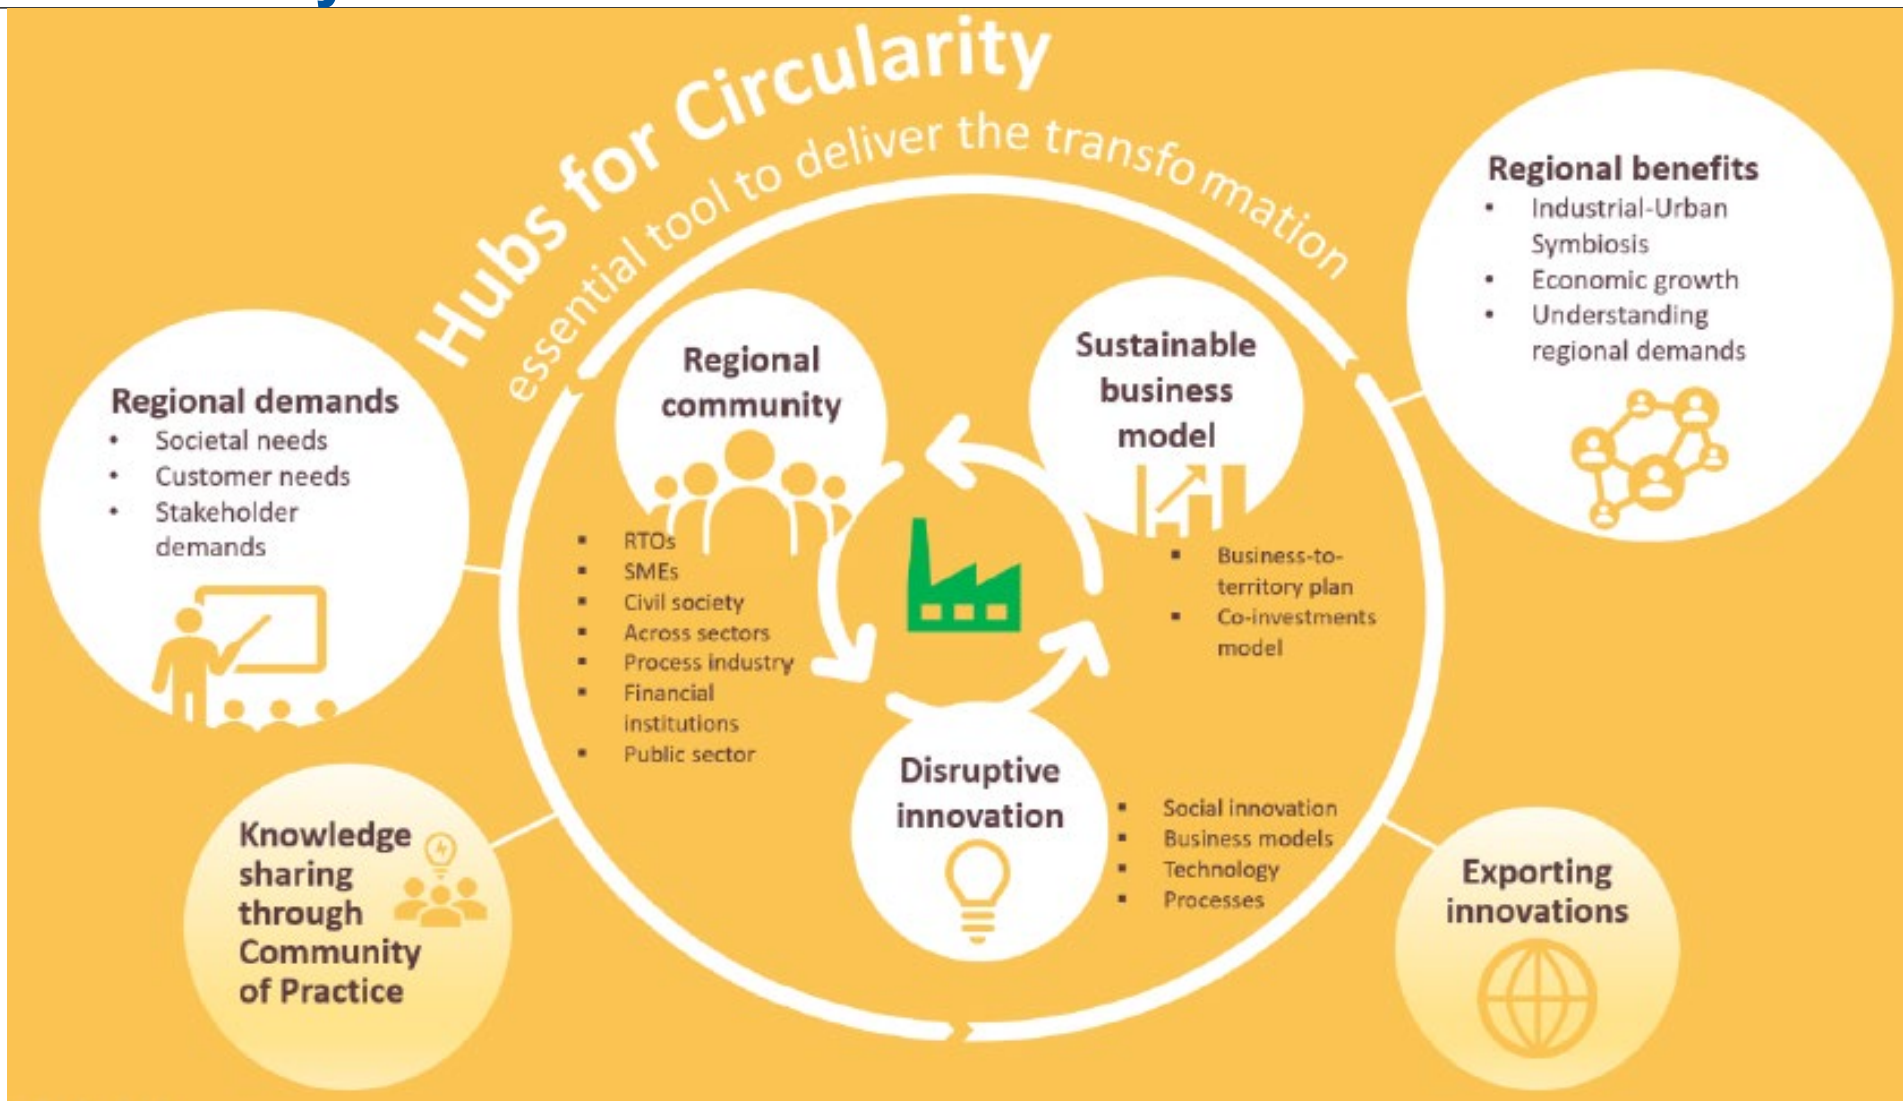 Hubs for Circularity
essential tool to deliver the transformation
Regional demands
• Societal needs
• Customer needs
• Stakeholder
demands
Knowledge
sharing
through
Community
of Practice
Regional
community
▪ RTOs
▪ SMEs
▪ Civil society
▪ Across sectors
▪ Process industry
▪ Financial
institutions
▪ Public sector
Sustainable
business
model
▪ Business-to-
territory plan
▪ Co-investments
model
Disruptive
innovation
▪ Social innovation
▪ Business models
▪ Technology
▪ Processes
Regional benefits
• Industrial-Urban
Symbiosis
• Economic growth
• Understanding
regional demands
Exporting
innovations